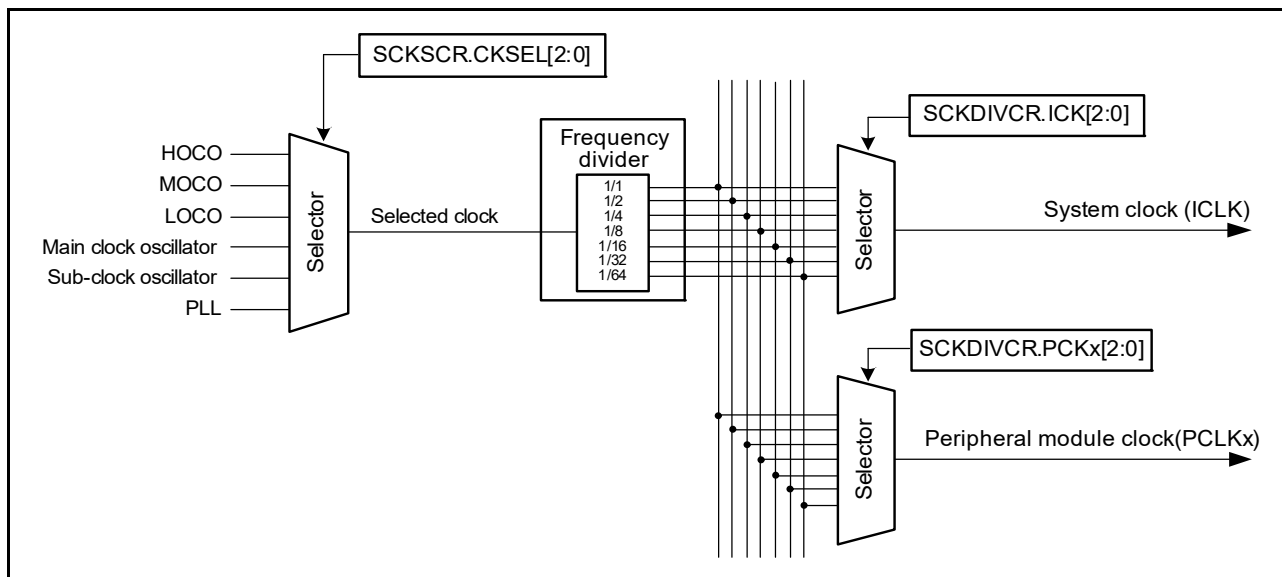 SCKSCR.CKSEL[2:0]
HOCO
MOCO
LOCO
Main clock oscillator
Sub-clock oscillator
PLL
Selector
Selected clock
Frequency
divider
1/1
1/2
1/4
1/8
1/16
1/32
1/64
SCKDIVCR.ICK[2:0]
Selector
System clock (ICLK)
SCKDIVCR.PCKx[2:0]
Selector
Peripheral module clock(PCLKx)